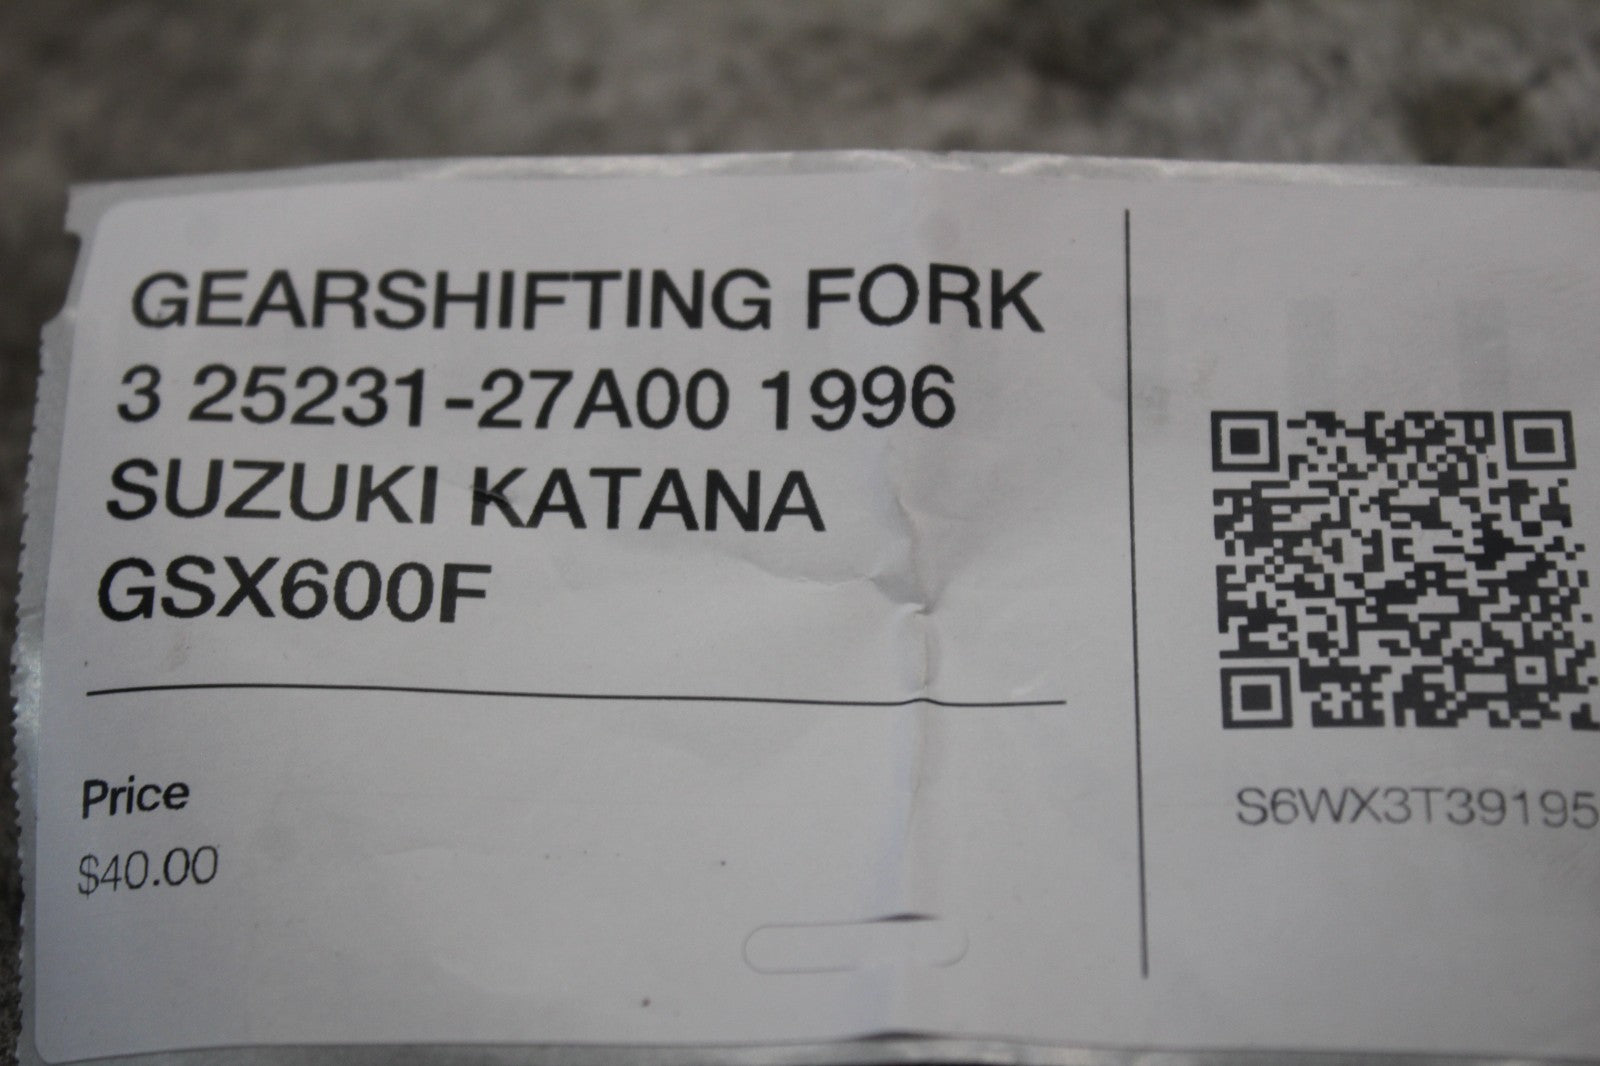 GEARSHIFTING FORK
3 25231-27A00 1996
SUZUKI KATANA
GSX600F
Price
$40.00
S6WX3T39195